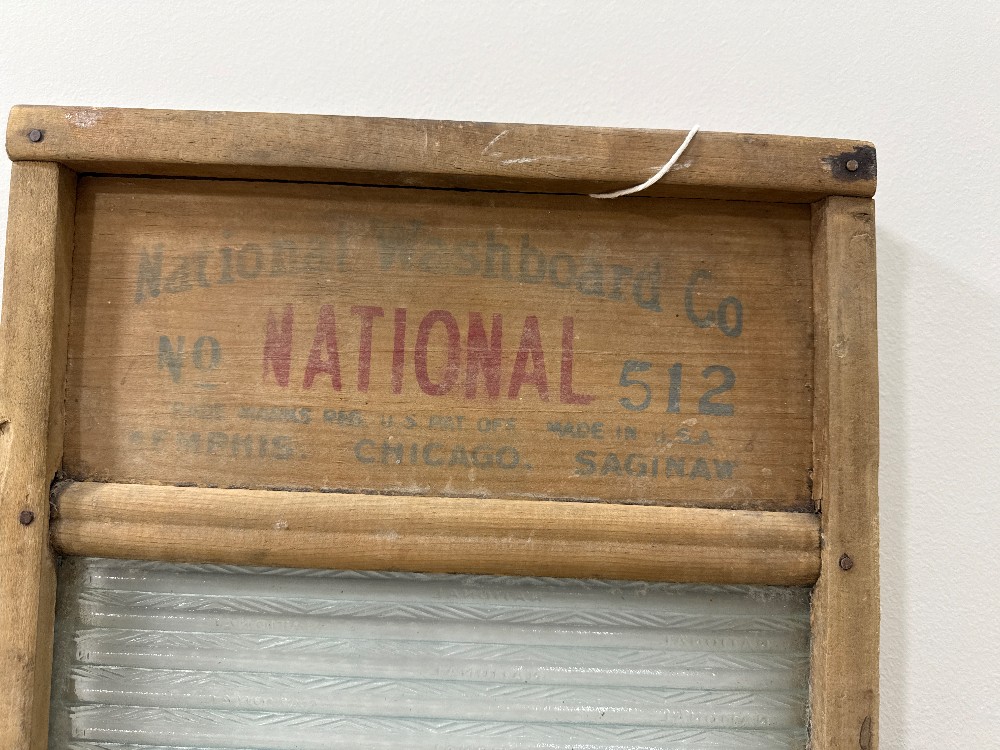 National Washboard Co
No NATIONAL 512
TRADE MARKS REG. U.S. PAT. OFF. MADE IN U.S.A.
MEMPHIS. CHICAGO. SAGINAW